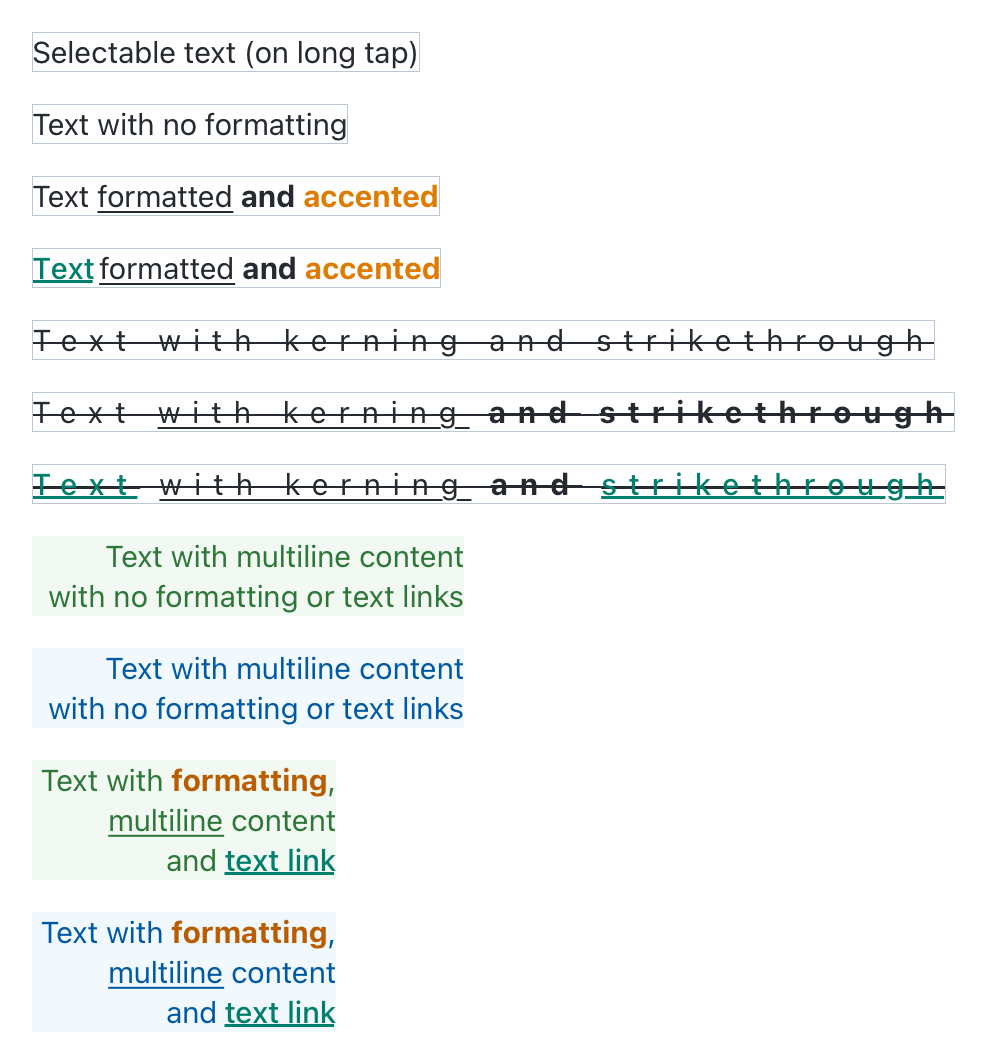 Selectable text (on long tap)
Text with no formatting
Text formatted and accented
Text formatted and accented
Text with kerning and strikethrough
Text with kerning and strikethrough
Text with kerning and strikethrough
Text with multiline content
with no formatting or text links
Text with multiline content
with no formatting or text links
Text with formatting,
multiline content
and text link
Text with formatting,
multiline content
and text link